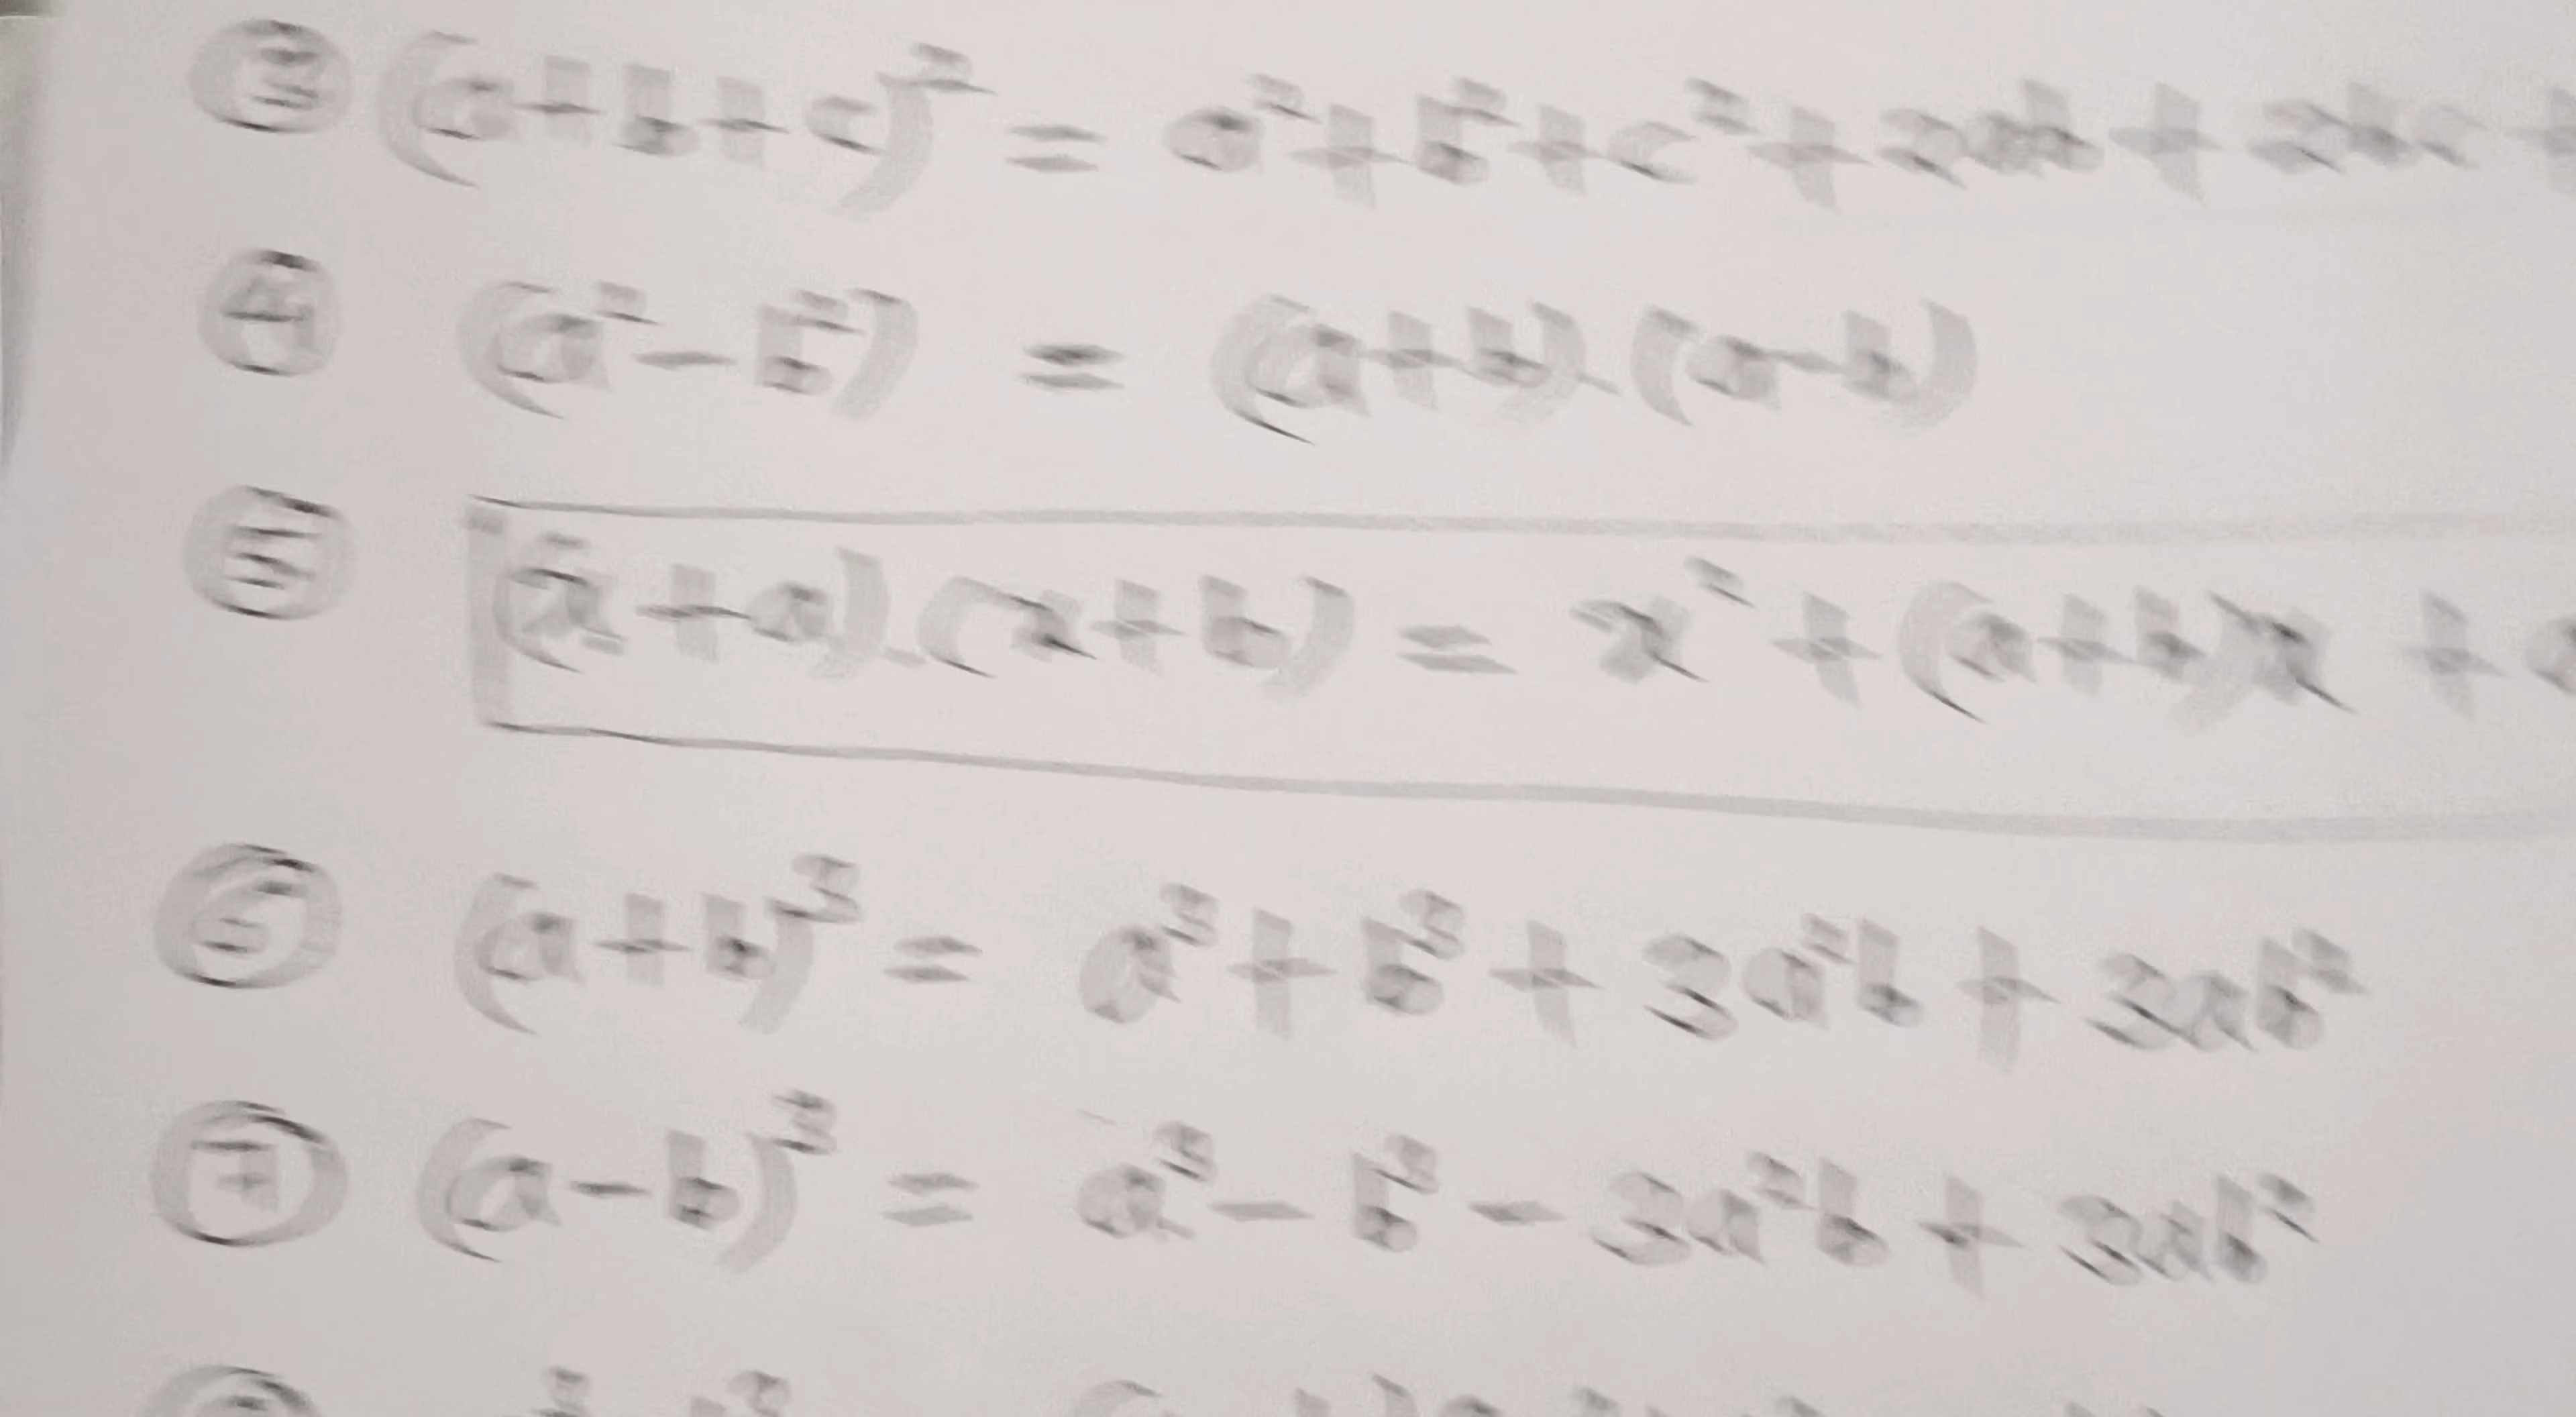 ③ (a+b+c)² = a²+b²+c²+2ab+2bc+
④ (a²-b²) = (a+b).(a-b)
⑤ (x+a).(x+b) = x²+(a+b)x +
⑥ (a+b)³ = a³+b³+3a²b+3ab²
⑦ (a-b)³ = a³-b³-3a²b+3ab²